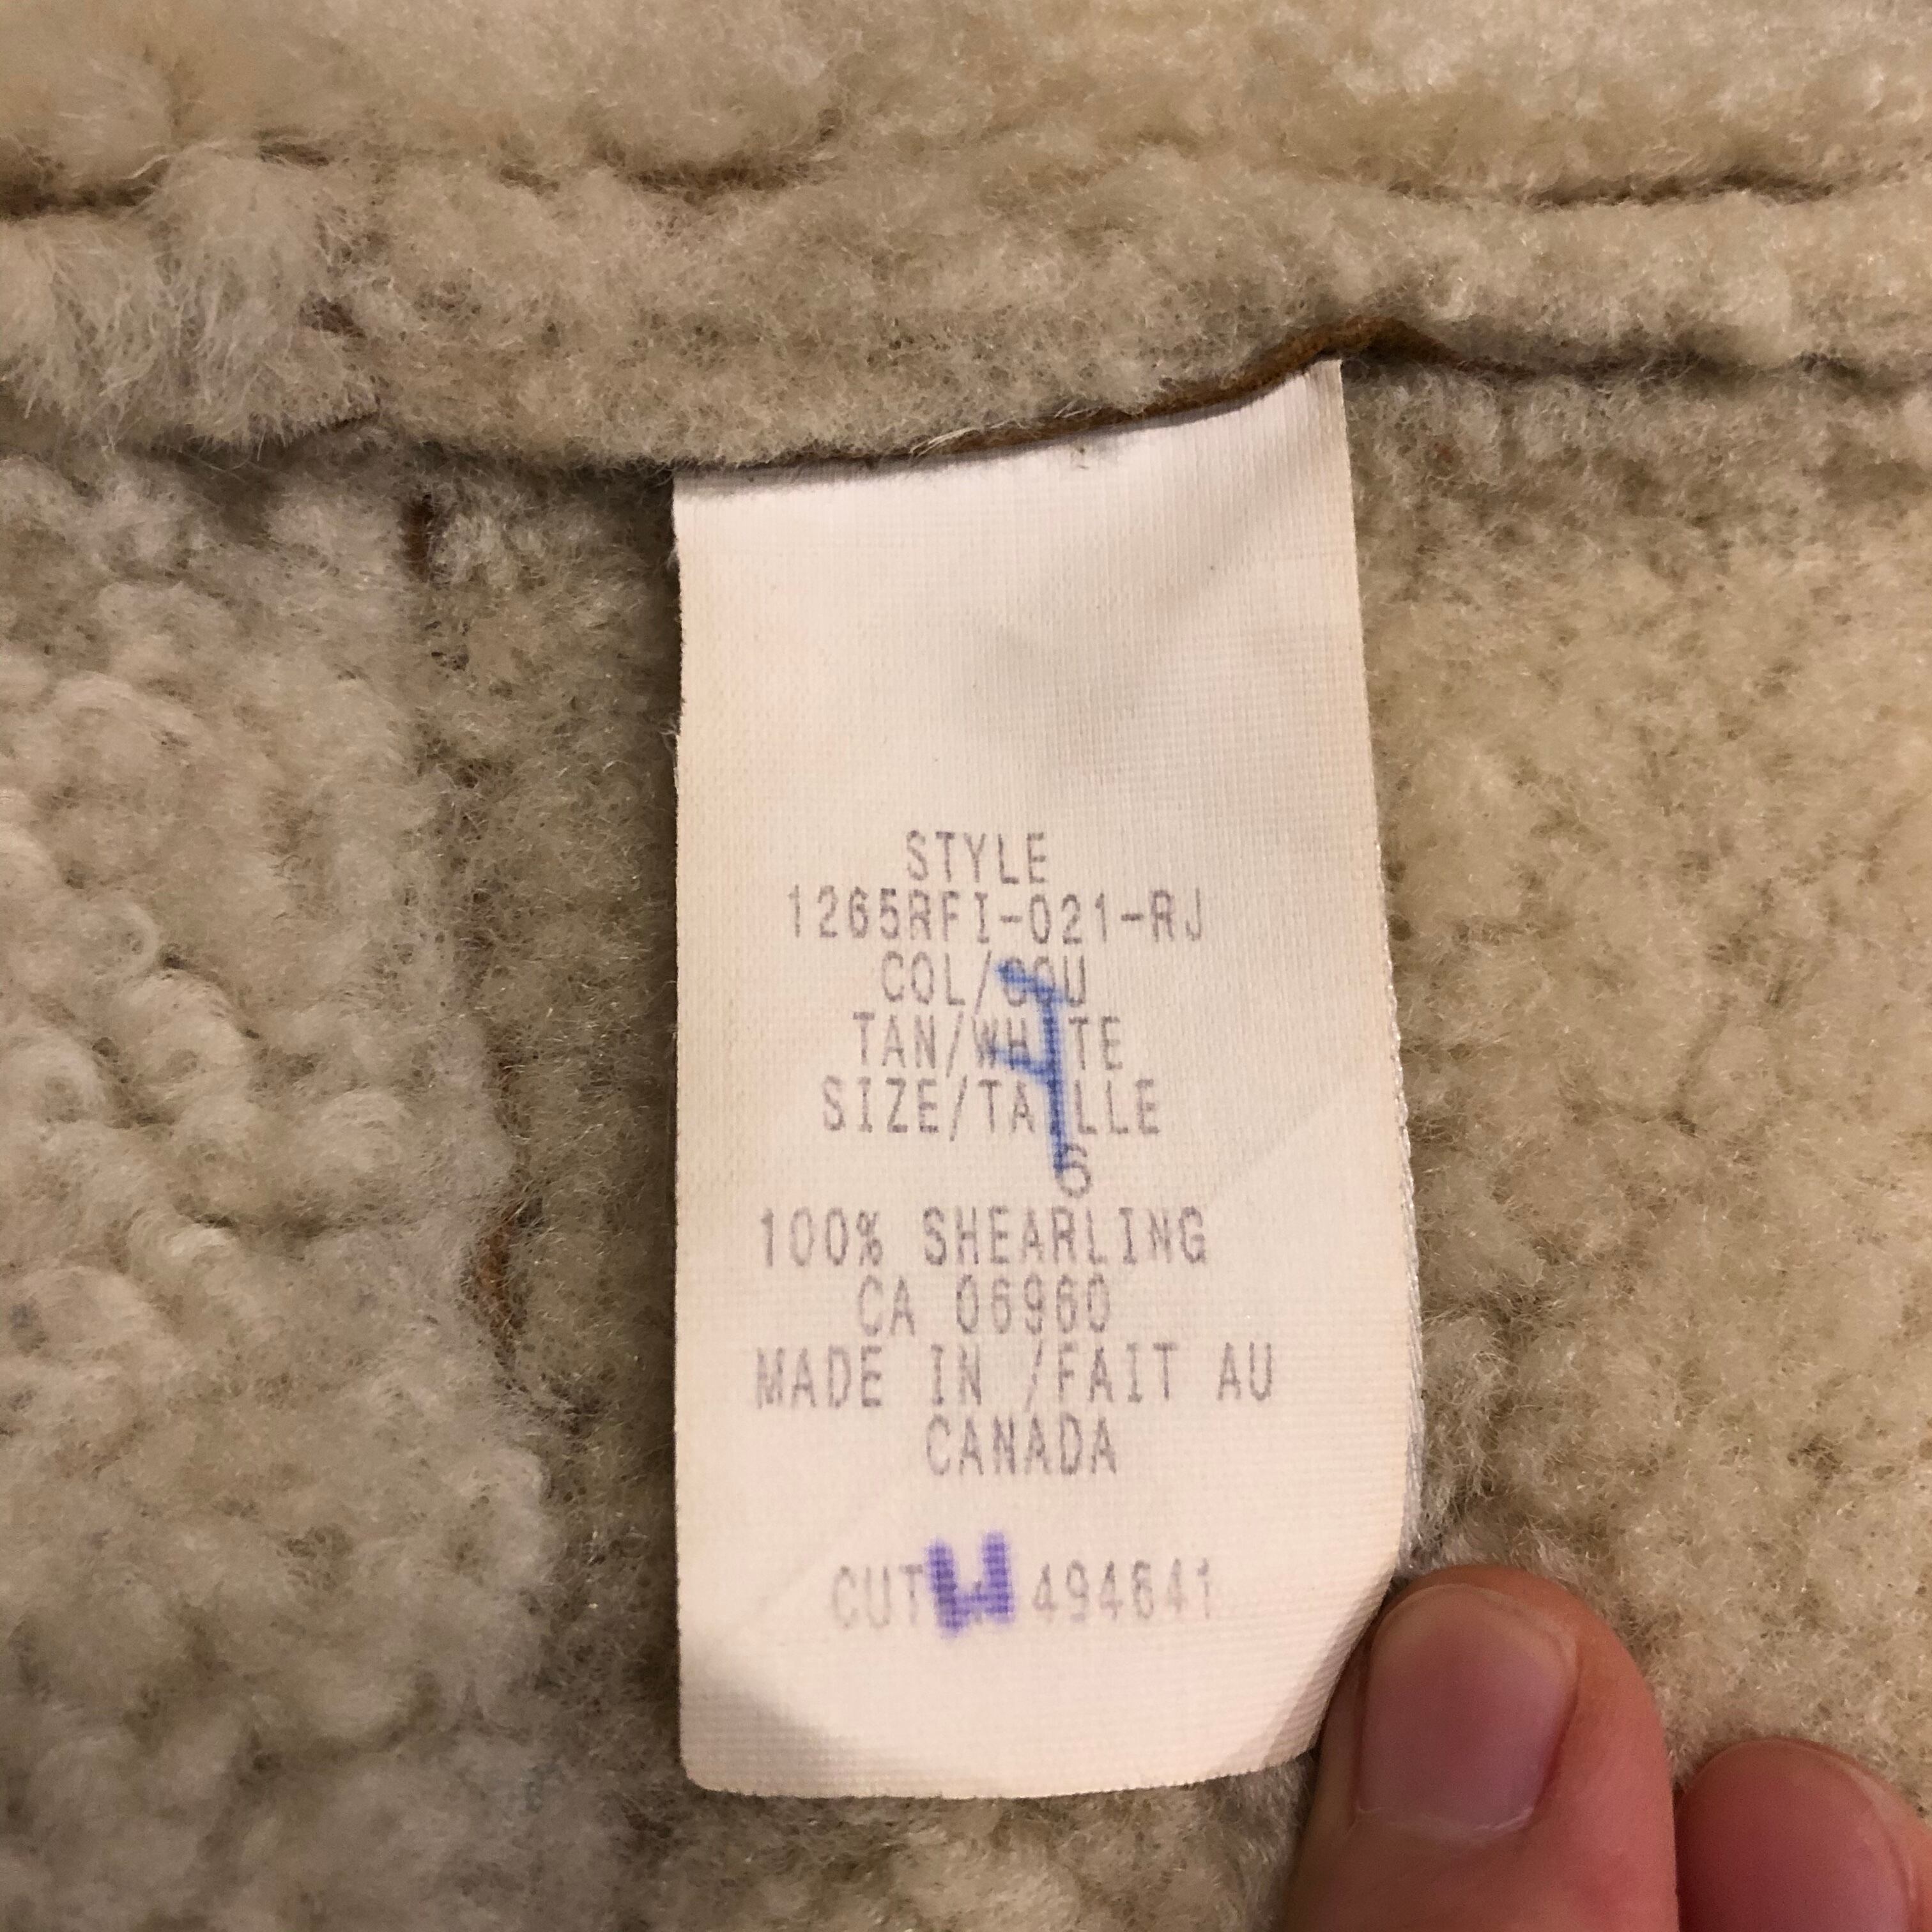 STYLE
1265RFI-021-RJ
COL/COU
TAN/WHITE
SIZE/TAILLE
6
100% SHEARLING
CA 06960
MADE IN /FAIT AU
CANADA
CUT 494641